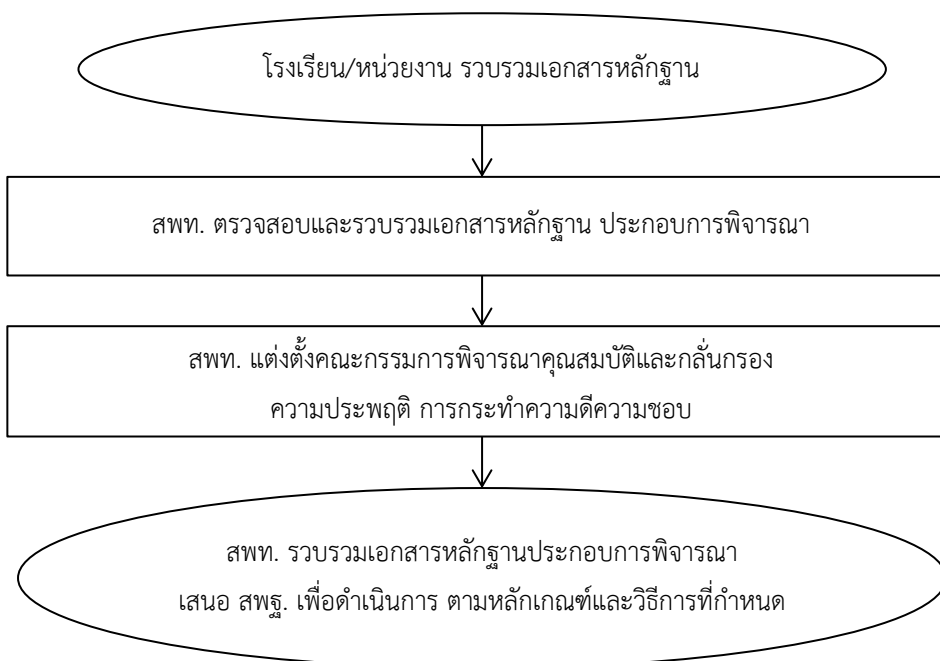 โรงเรียน/หน่วยงาน รวบรวมเอกสารหลักฐาน
สพท. ตรวจสอบและรวบรวมเอกสารหลักฐาน ประกอบการพิจารณา
สพท. แต่งตั้งคณะกรรมการพิจารณาคุณสมบัติและกลั่นกรอง
ความประพฤติ การกระทำความดีความชอบ
สพท. รวบรวมเอกสารหลักฐานประกอบการพิจารณา
เสนอ สพฐ. เพื่อดำเนินการ ตามหลักเกณฑ์และวิธีการที่กำหนด